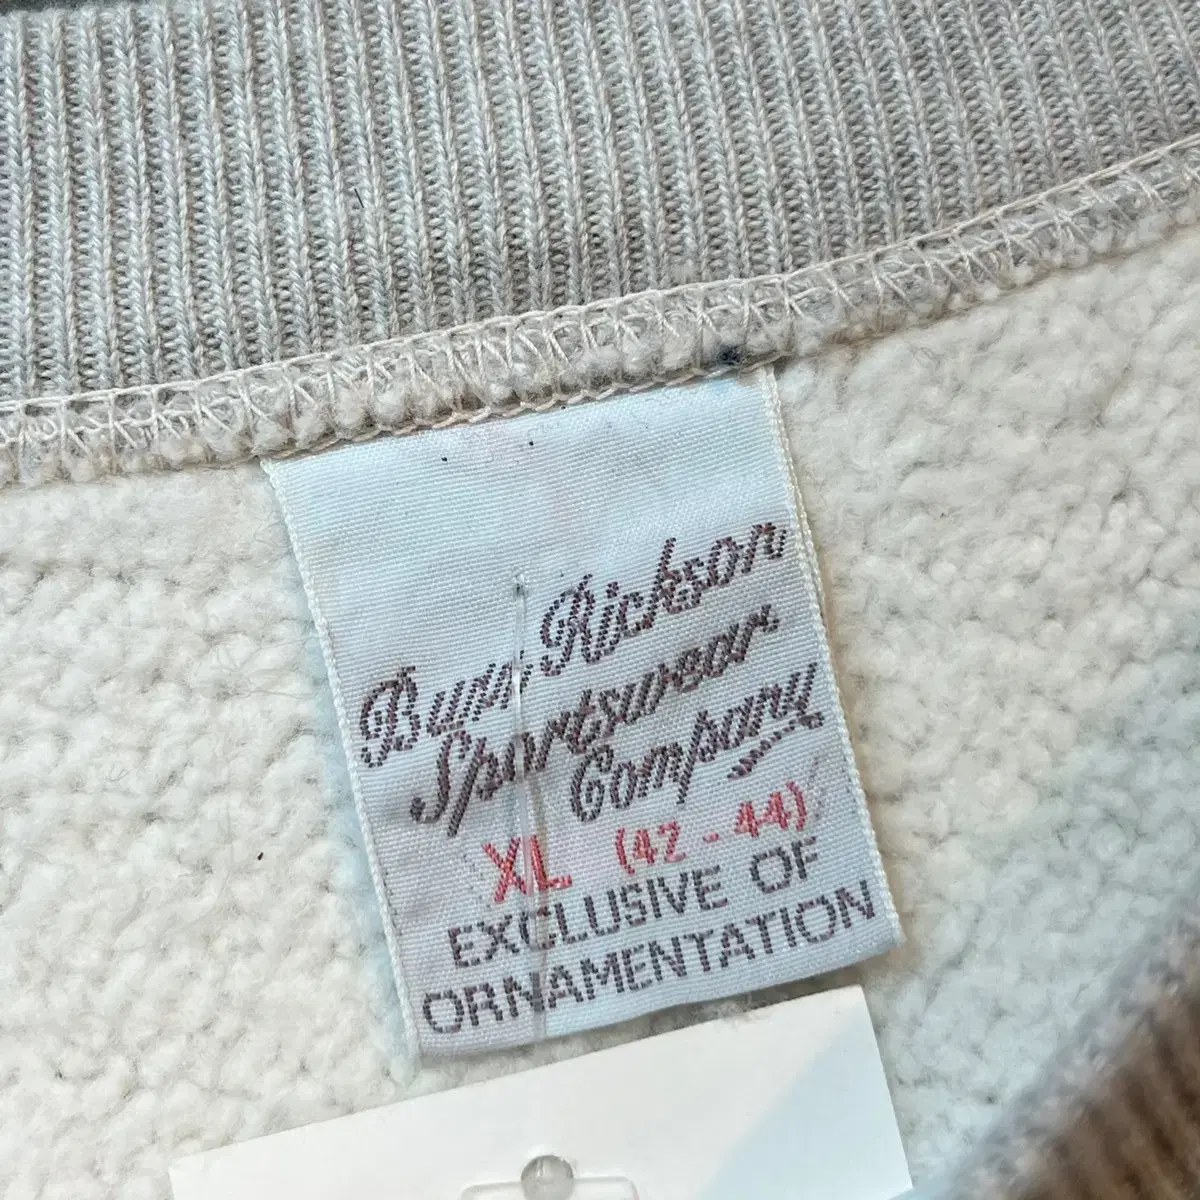 Buzz Rickson
Sportswear
Company
XL (42 - 44)
EXCLUSIVE OF
ORNAMENTATION